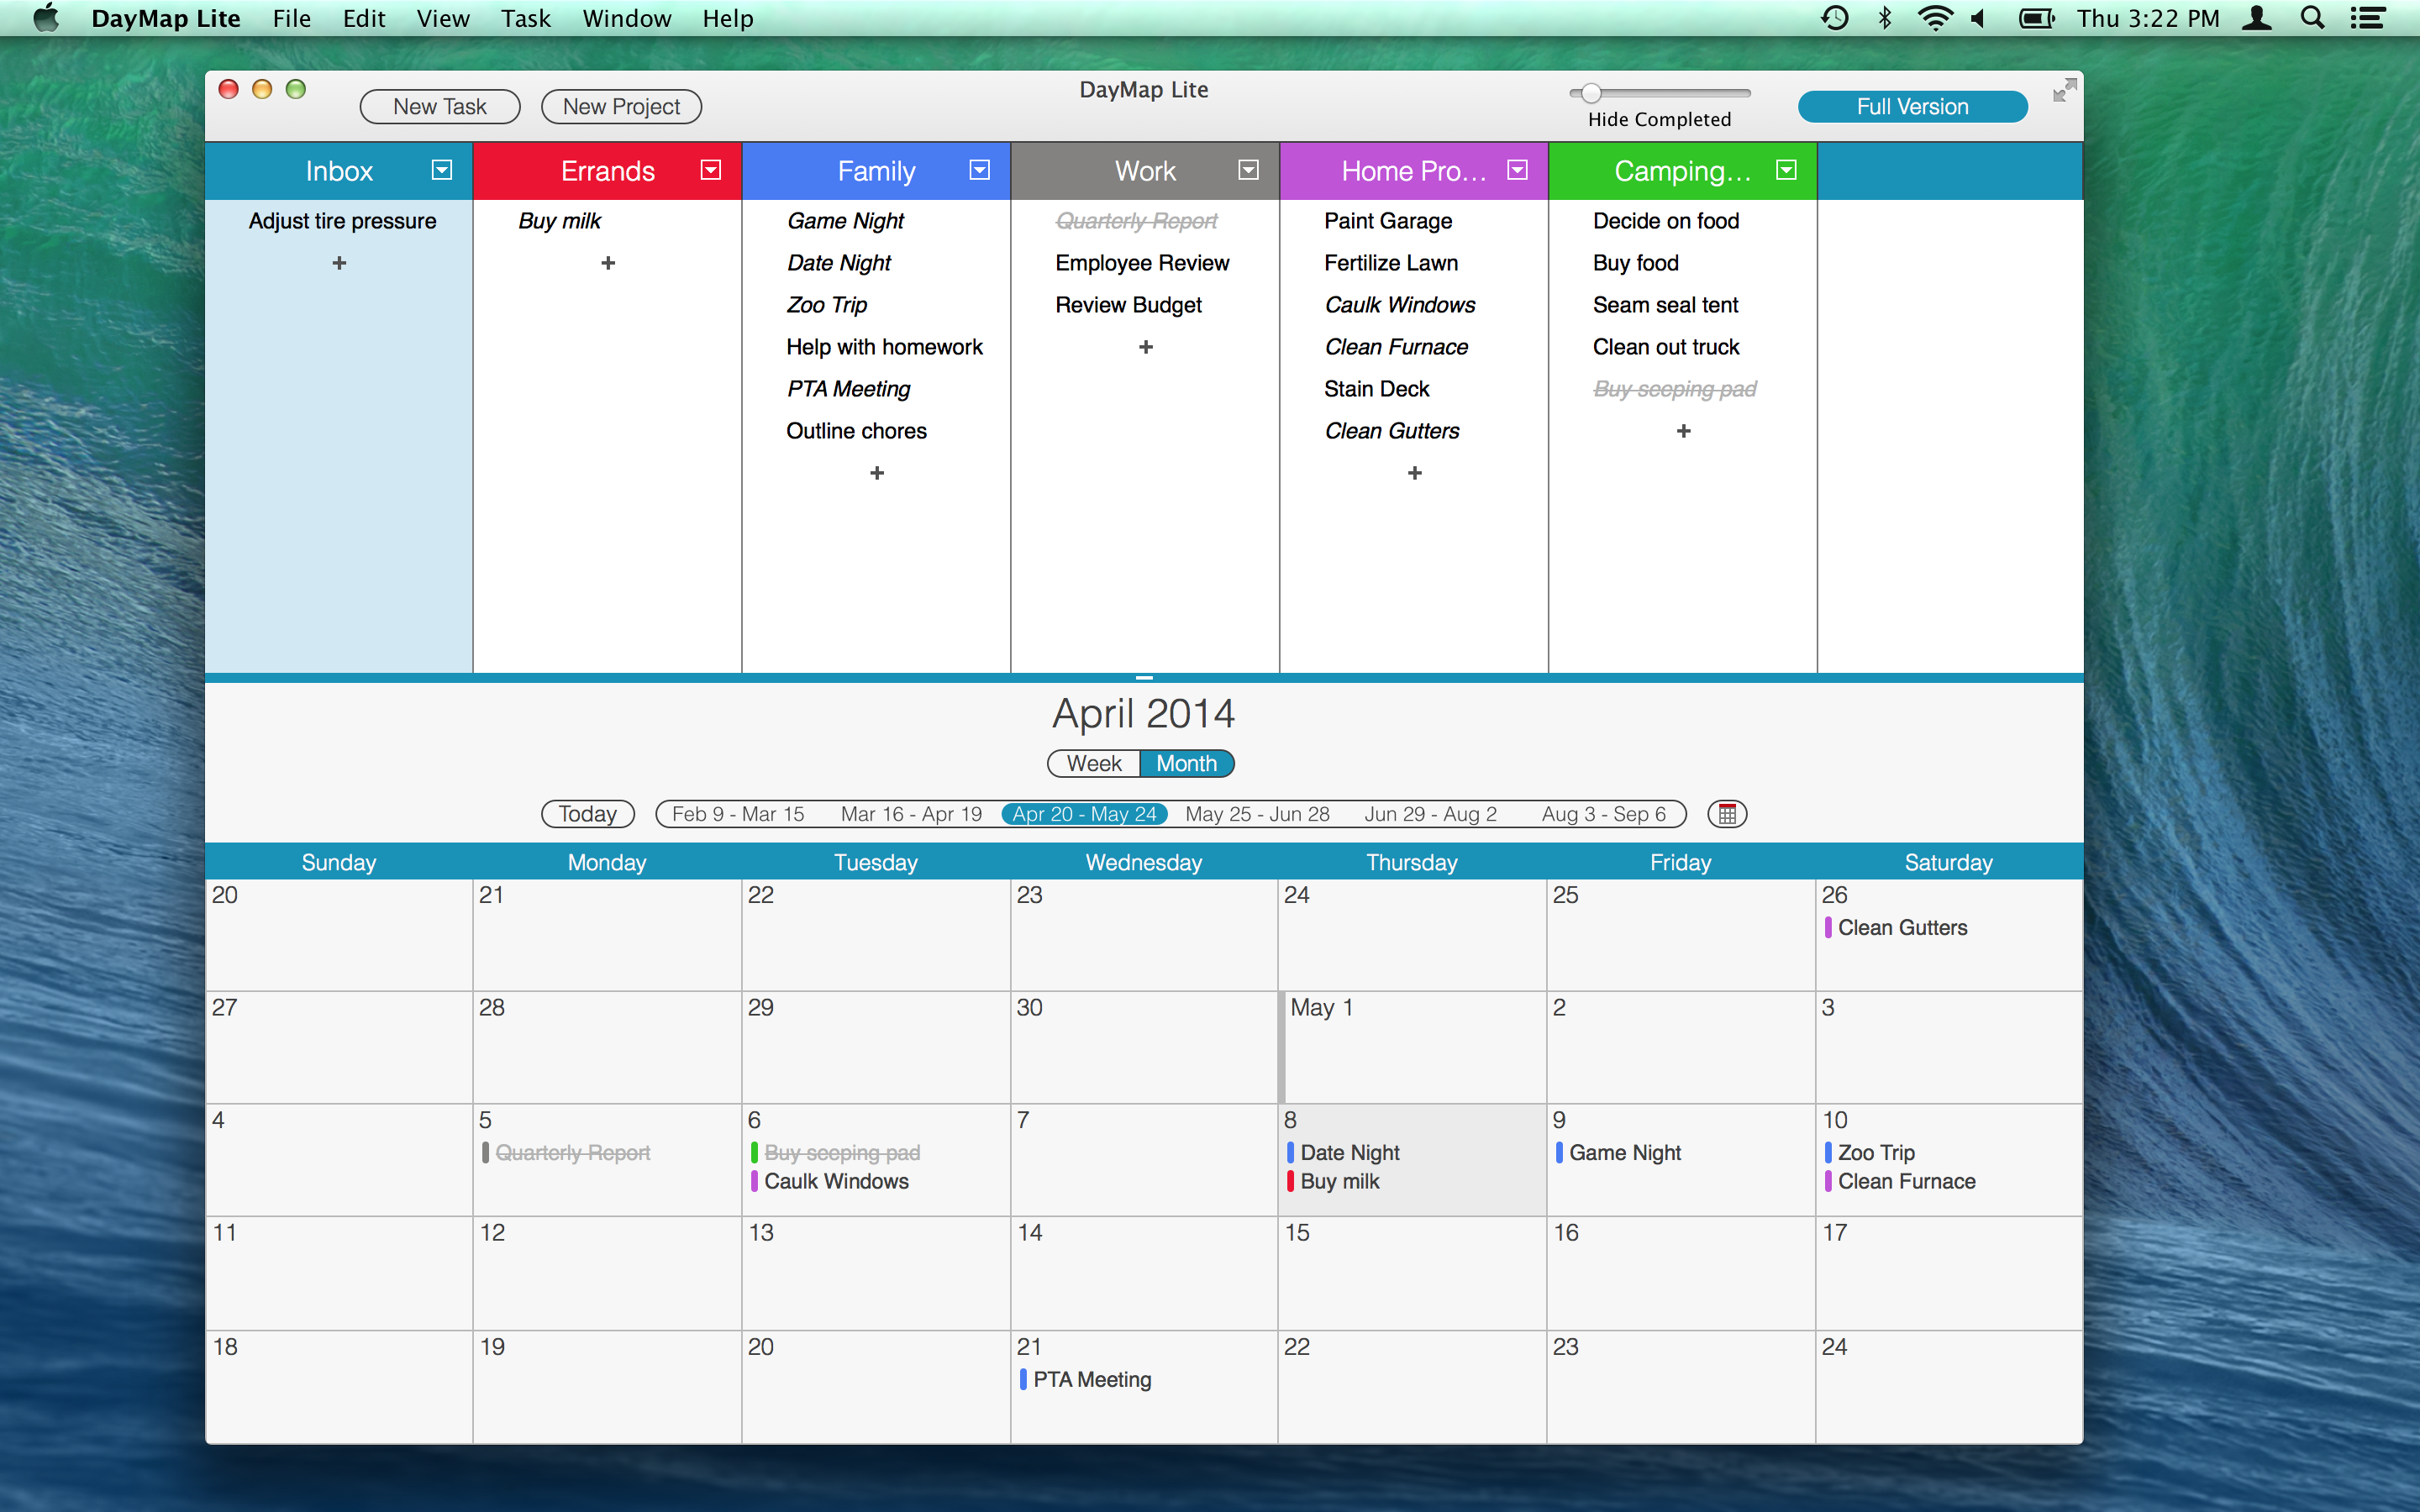 DayMap Lite File Edit View Task Window Help Thu 3:22 PM
DayMap Lite
New Task New Project Hide Completed Full Version
Inbox Errands Family Work Home Pro... Camping...
Adjust tire pressure
+
Buy milk
+
Game Night
Date Night
Zoo Trip
Help with homework
PTA Meeting
Outline chores
+
Quarterly Report
Employee Review
Review Budget
+
Paint Garage
Fertilize Lawn
Caulk Windows
Clean Furnace
Stain Deck
Clean Gutters
+
Decide on food
Buy food
Seam seal tent
Clean out truck
Buy seeping pad
+
April 2014
Week Month
Today Feb 9 - Mar 15 Mar 16 - Apr 19 Apr 20 - May 24 May 25 - Jun 28 Jun 29 - Aug 2 Aug 3 - Sep 6
Sunday Monday Tuesday Wednesday Thursday Friday Saturday
20 21 22 23 24 25 26
Clean Gutters
27 28 29 30 May 1 2 3
4 5 6 7 8 9 10
Quarterly Report Buy seeping pad Date Night Game Night Zoo Trip
Caulk Windows Buy milk Clean Furnace
11 12 13 14 15 16 17
18 19 20 21 22 23 24
PTA Meeting